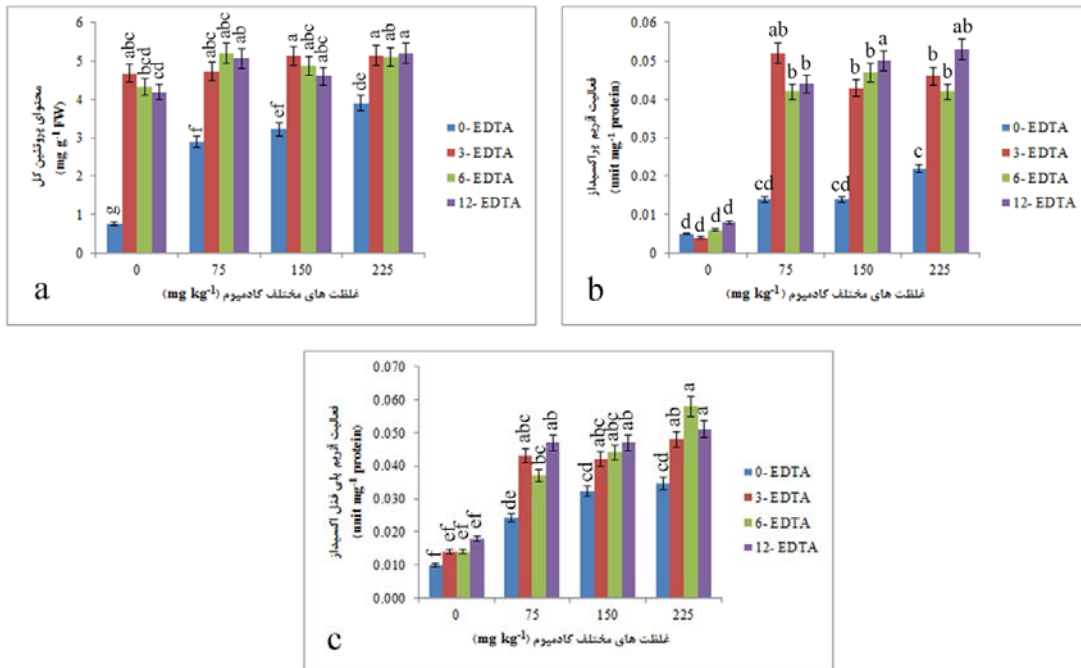 محتوای پروتئین کل
(mg g-1 FW)
6
5
4
3
2
1
0
g abc bcd cd
f abc abc ab
ef a abc abc
de a ab a
0 75 150 225
غلظت های مختلف کادمیوم (mg kg-1)
0- EDTA
3- EDTA
6- EDTA
12- EDTA
a
فعالیت آنزیم پراکسیداز
(unit mg-1 protein)
0.06
0.05
0.04
0.03
0.02
0.01
0
d d d d
cd ab b b
cd b b a
c b b ab
0 75 150 225
غلظت های مختلف کادمیوم (mg kg-1)
0- EDTA
3- EDTA
6- EDTA
12- EDTA
b
فعالیت آنزیم پلی فنل اکسیداز
(unit mg-1 protein)
0.070
0.060
0.050
0.040
0.030
0.020
0.010
0.000
f ef ef ef
de abc bc ab
cd abc abc ab
cd ab a a
0 75 150 225
غلظت های مختلف کادمیوم (mg kg-1)
0- EDTA
3- EDTA
6- EDTA
12- EDTA
c